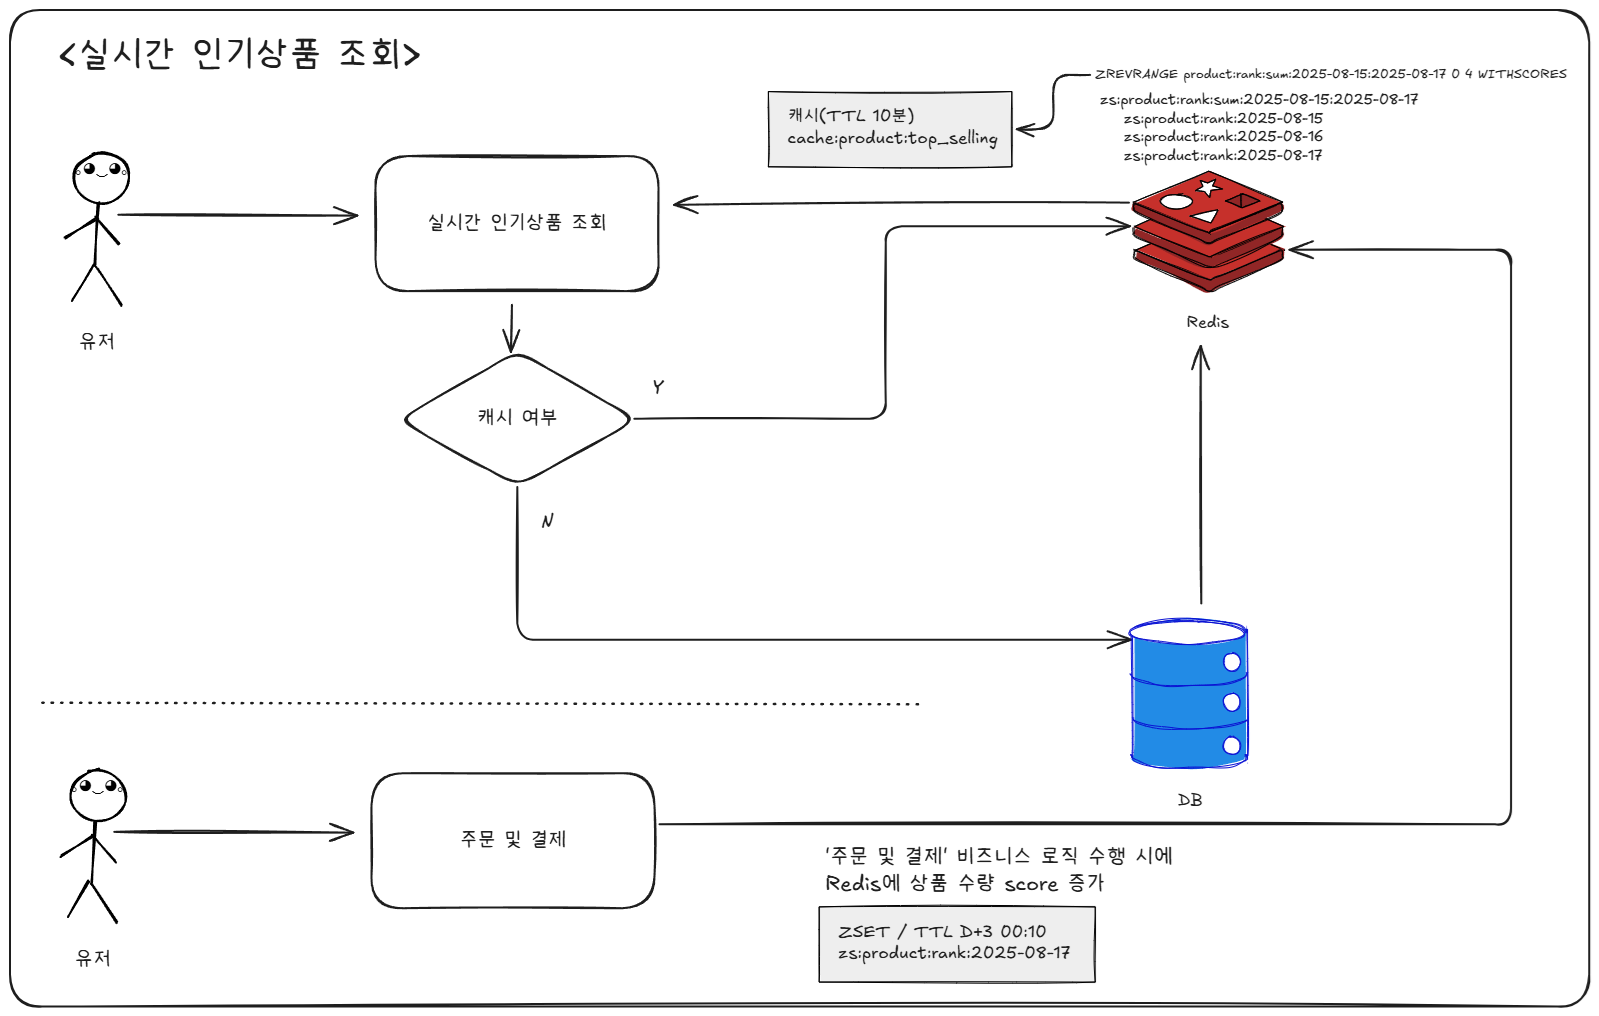 <실시간 인기상품 조회>
ZREVRANGE product:rank:sum:2025-08-15:2025-08-17 0 4 WITHSCORES
zs:product:rank:sum:2025-08-15:2025-08-17
zs:product:rank:2025-08-15
zs:product:rank:2025-08-16
zs:product:rank:2025-08-17
캐시(TTL 10분)
cache:product:top_selling
실시간 인기상품 조회
유저
Redis
캐시 여부
Y
N
DB
주문 및 결제
유저
'주문 및 결제' 비즈니스 로직 수행 시에
Redis에 상품 수량 score 증가
ZSET / TTL D+3 00:10
zs:product:rank:2025-08-17